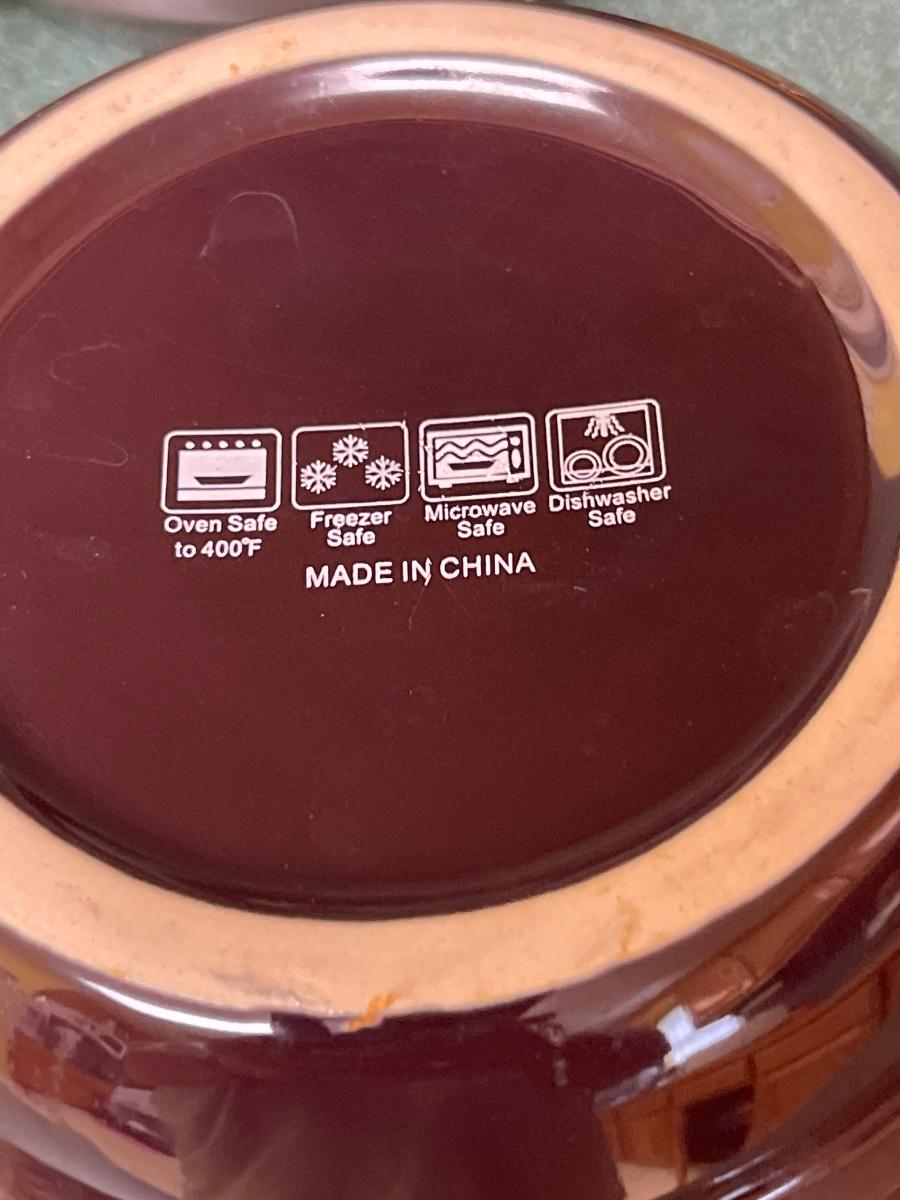 Oven Safe
to 400°F
Freezer
Safe
Microwave
Safe
Dishwasher
Safe
MADE IN CHINA